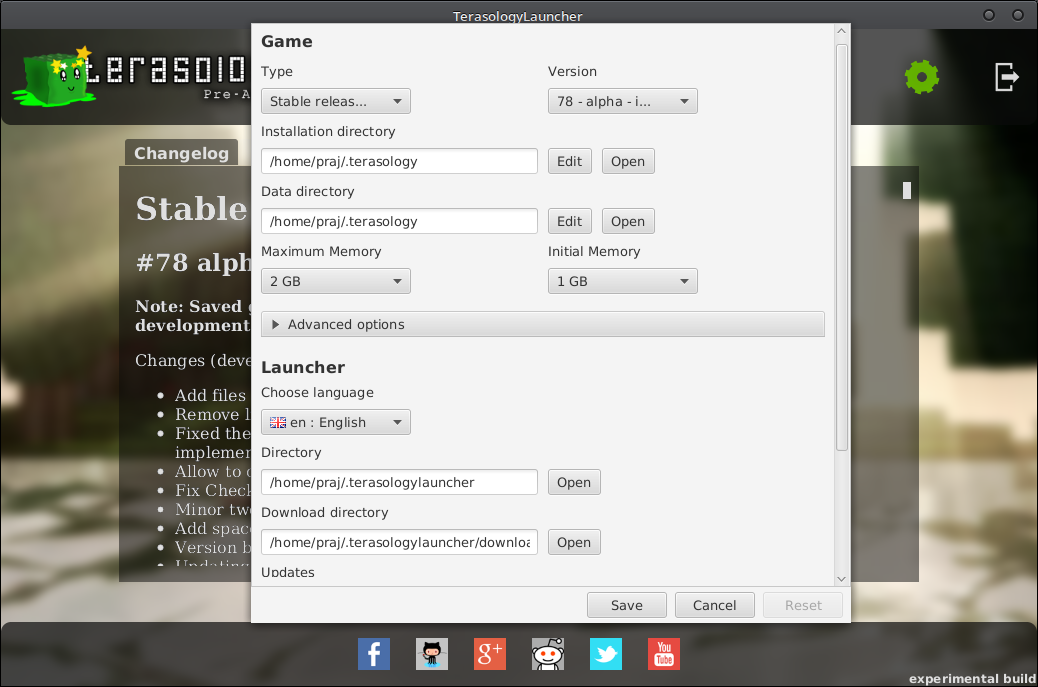 TerasologyLauncher
terasolo
Pre-A
Game
Type Version
Stable releas... 78 - alpha - i...
Installation directory
/home/praj/.terasology Edit Open
Data directory
/home/praj/.terasology Edit Open
Maximum Memory Initial Memory
2 GB 1 GB
Advanced options
Launcher
Choose language
en : English
Directory
/home/praj/.terasologylauncher Open
Download directory
/home/praj/.terasologylauncher/downloa Open
Updates
Save Cancel Reset
Changelog
Stable
#78 alph
Note: Saved g
development
Changes (deve
• Add files
• Remove l
• Fixed the
implemen
• Allow to
• Fix Check
• Minor twe
• Add space
• Version b
• Updating
f g+ You Tube
experimental build